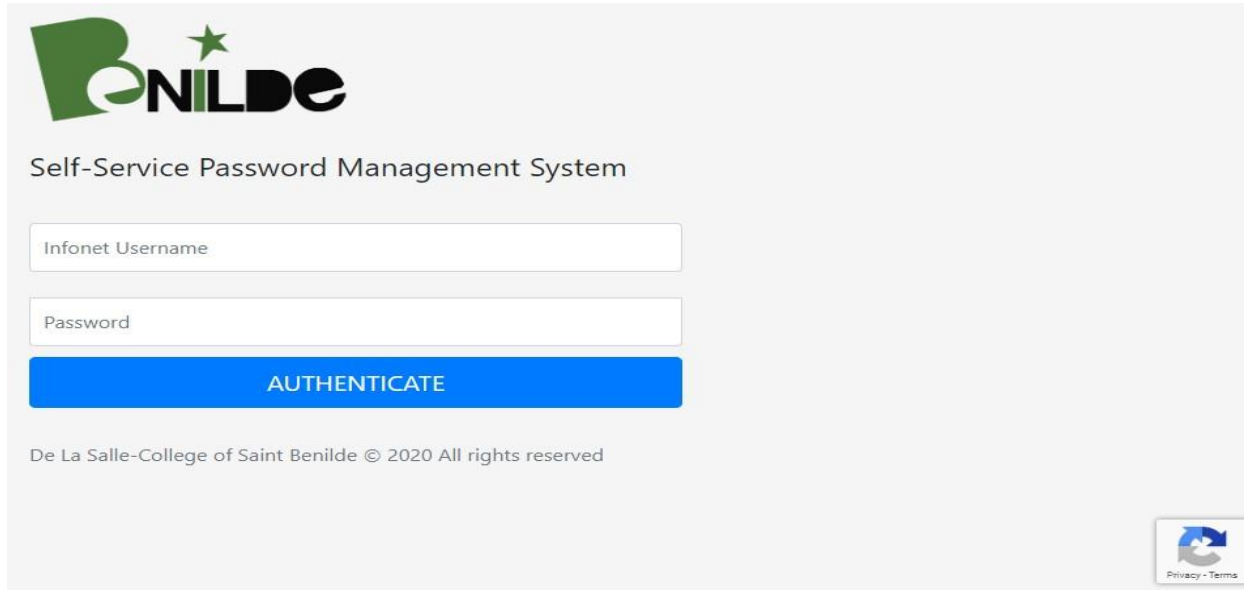 BeNiLDe
Self-Service Password Management System
Infonet Username
Password
AUTHENTICATE
De La Salle-College of Saint Benilde © 2020 All rights reserved
Privacy - Terms